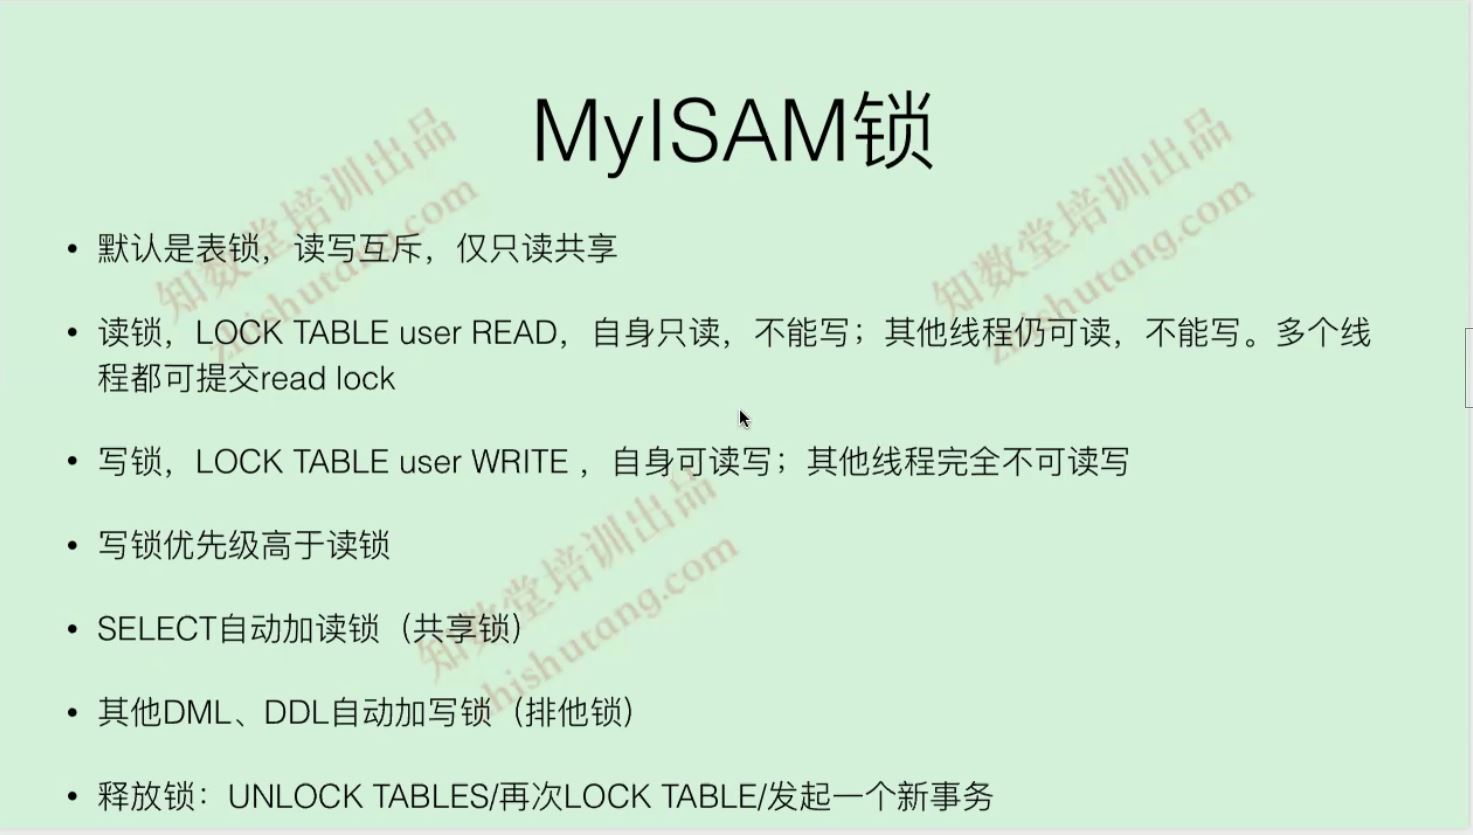 MyISAM锁
• 默认是表锁，读写互斥，仅只读共享
• 读锁，LOCK TABLE user READ，自身只读，不能写；其他线程仍可读，不能写。多个线
程都可提交read lock
• 写锁，LOCK TABLE user WRITE ，自身可读写；其他线程完全不可读写
• 写锁优先级高于读锁
• SELECT自动加读锁（共享锁）
• 其他DML、DDL自动加写锁（排他锁）
• 释放锁：UNLOCK TABLES/再次LOCK TABLE/发起一个新事务
知数堂培训出品
zhishutang.com
知数堂培训出品
zhishutang.com
知数堂培训出品
zhishutang.com